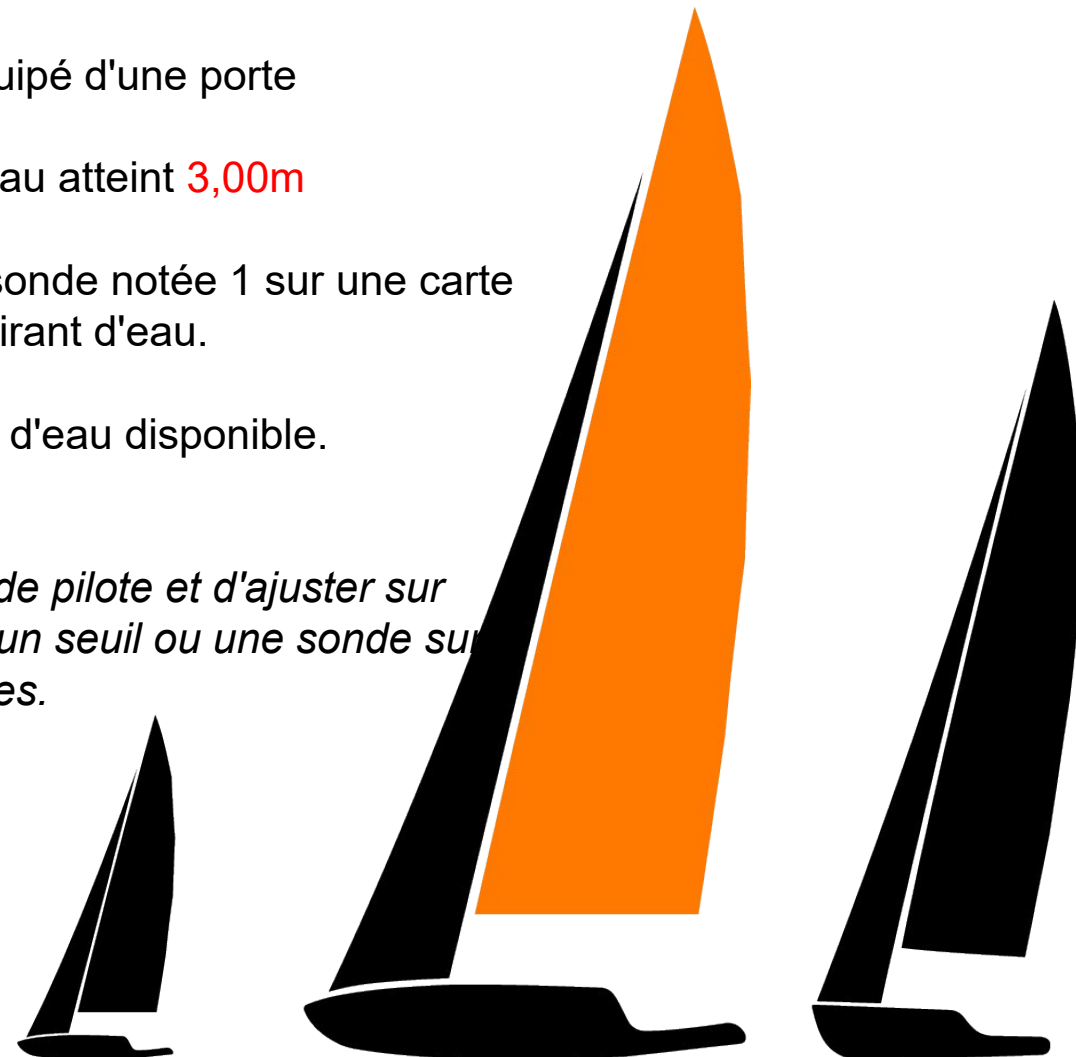 uipé d'une porte
au atteint 3,00m
sonde notée 1 sur une carte
irant d'eau.
d'eau disponible.
de pilote et d'ajuster sur
un seuil ou une sonde sur
es.